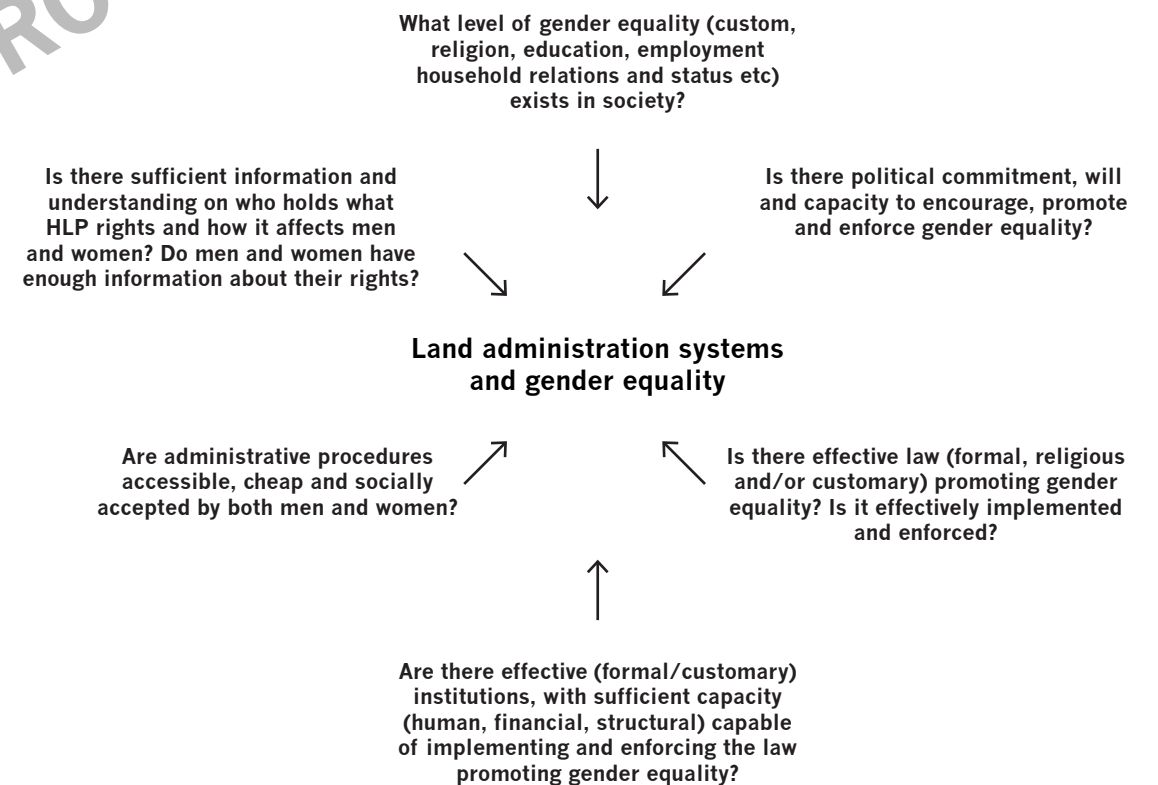 RO
What level of gender equality (custom,
religion, education, employment
household relations and status etc)
exists in society?
Is there sufficient information and
understanding on who holds what
HLP rights and how it affects men
and women? Do men and women have
enough information about their rights?
Is there political commitment, will
and capacity to encourage, promote
and enforce gender equality?
Land administration systems
and gender equality
Are administrative procedures
accessible, cheap and socially
accepted by both men and women?
Is there effective law (formal, religious
and/or customary) promoting gender
equality? Is it effectively implemented
and enforced?
Are there effective (formal/customary)
institutions, with sufficient capacity
(human, financial, structural) capable
of implementing and enforcing the law
promoting gender equality?